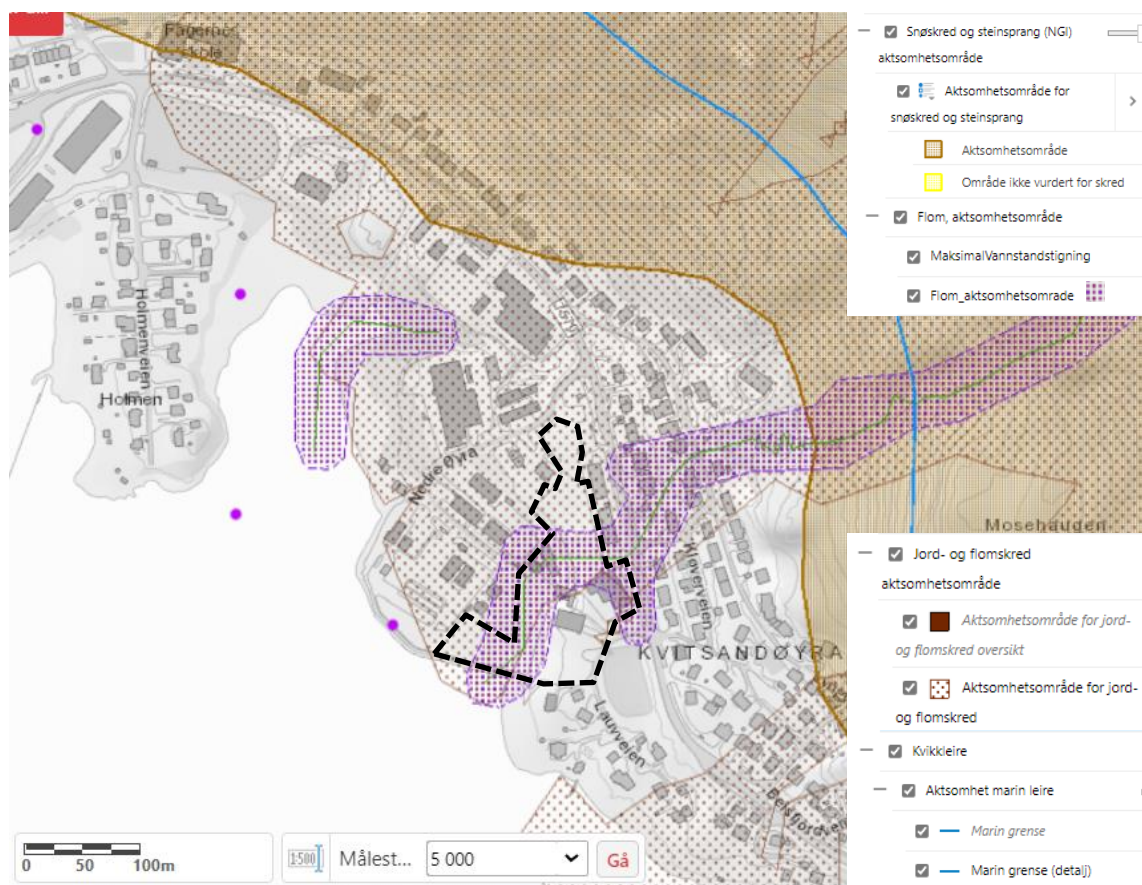 Fagernes
skole
Holmenveien
Holmen
Nedre Øyra
Kløverveien
Mosehaugen
KVITSANDØYRA
Lauvveien
Beisfjordveien
0 50 100m
1:500
Målest...
5 000
Gå
Snøskred og steinsprang (NGI)
aktsomhetsområde
Aktsomhetsområde for
snøskred og steinsprang
Aktsomhetsområde
Område ikke vurdert for skred
Flom, aktsomhetsområde
MaksimalVannstandstigning
Flom_aktsomhetsomrade
Jord- og flomskred
aktsomhetsområde
Aktsomhetsområde for jord-
og flomskred oversikt
Aktsomhetsområde for jord-
og flomskred
Kvikkleire
Aktsomhet marin leire
Marin grense
Marin grense (detalj)